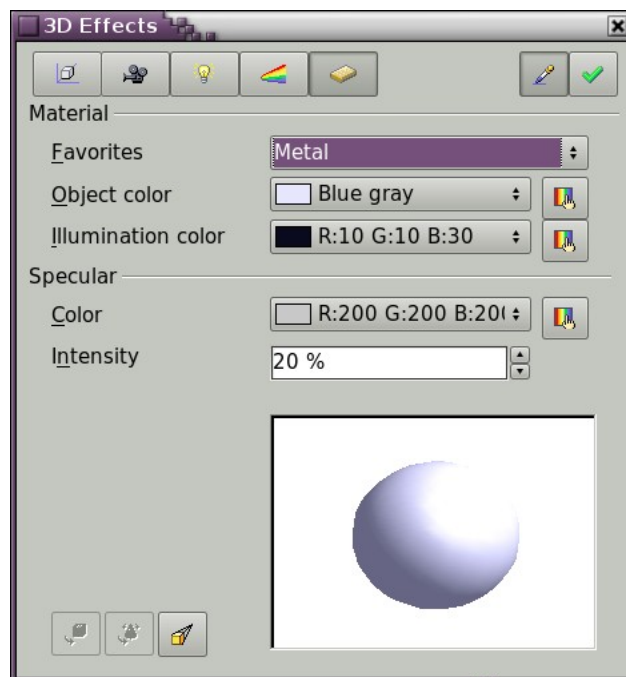 3D Effects
Material
Favorites Metal
Object color Blue gray
Illumination color R:10 G:10 B:30
Specular
Color R:200 G:200 B:20
Intensity 20 %